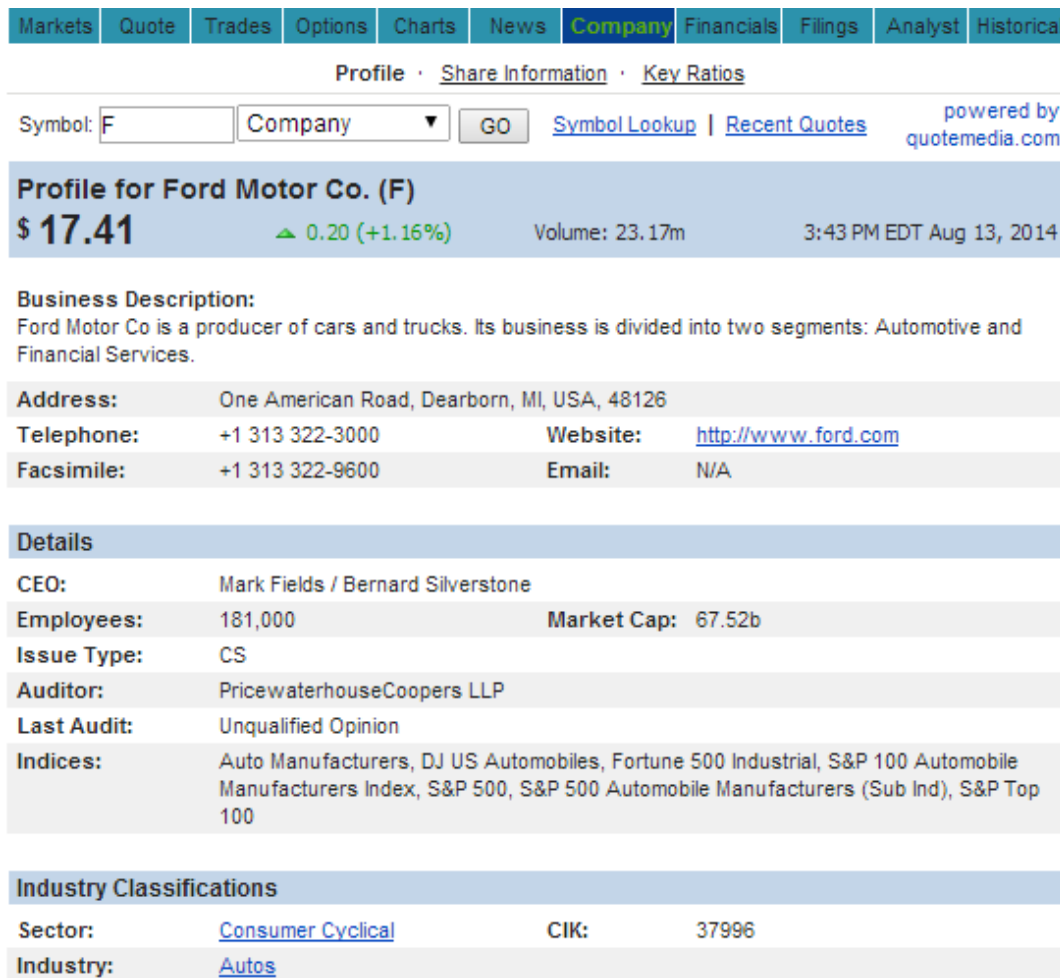 Markets Quote Trades Options Charts News Company Financials Filings Analyst Historica
Profile · Share Information · Key Ratios
Symbol: F Company ▼ GO Symbol Lookup | Recent Quotes powered by
quotemedia.com
Profile for Ford Motor Co. (F)
$ 17.41 0.20 (+1.16%) Volume: 23.17m 3:43 PM EDT Aug 13, 2014
Business Description:
Ford Motor Co is a producer of cars and trucks. Its business is divided into two segments: Automotive and
Financial Services.
Address: One American Road, Dearborn, MI, USA, 48126
Telephone: +1 313 322-3000 Website: http://www.ford.com
Facsimile: +1 313 322-9600 Email: N/A
Details
CEO: Mark Fields / Bernard Silverstone
Employees: 181,000 Market Cap: 67.52b
Issue Type: CS
Auditor: PricewaterhouseCoopers LLP
Last Audit: Unqualified Opinion
Indices: Auto Manufacturers, DJ US Automobiles, Fortune 500 Industrial, S&P 100 Automobile
Manufacturers Index, S&P 500, S&P 500 Automobile Manufacturers (Sub Ind), S&P Top
100
Industry Classifications
Sector: Consumer Cyclical CIK: 37996
Industry: Autos